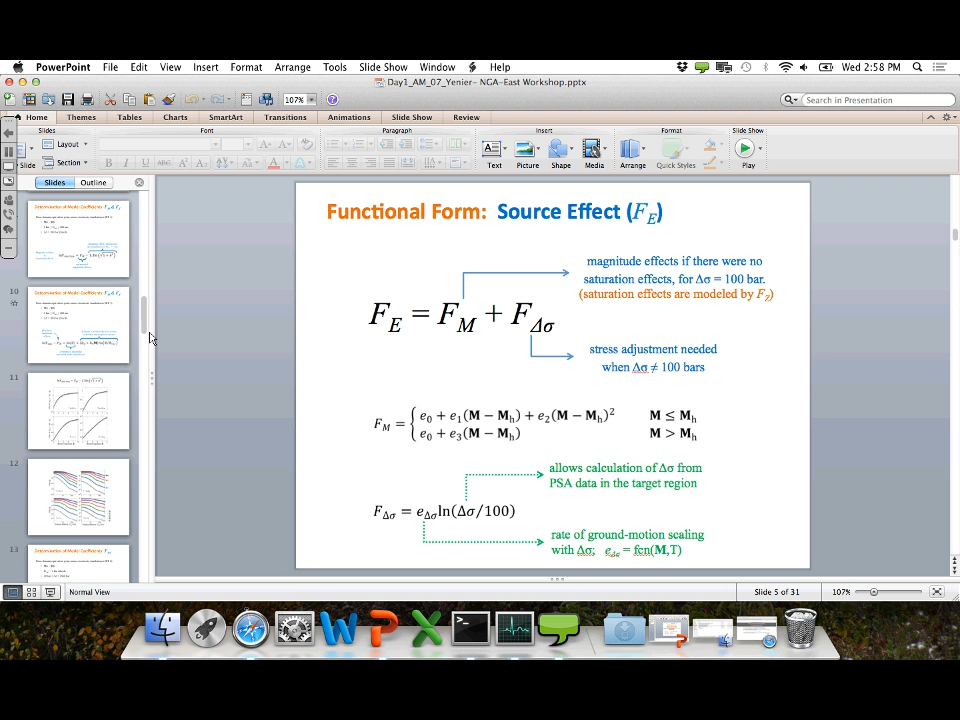 PowerPoint File Edit View Insert Format Arrange Tools Slide Show Window Help Wed 2:58 PM
Day1_AM_07_Yenier- NGA-East Workshop.pptx
107% Search in Presentation
Home Themes Tables Charts SmartArt Transitions Animations Slide Show Review
Slides Font Paragraph Insert Format Slide Show
Layout
Slide Section
Text Picture Shape Media Arrange Quick Styles Play
Slides Outline
Functional Form: Source Effect (F_E)
magnitude effects if there were no
saturation effects, for Δσ = 100 bar.
(saturation effects are modeled by F_Z)
F_E = F_M + F_Δσ
stress adjustment needed
when Δσ ≠ 100 bars
F_M = { e_0 + e_1(M − M_h) + e_2(M − M_h)^2 M ≤ M_h
e_0 + e_3(M − M_h) M > M_h
allows calculation of Δσ from
PSA data in the target region
F_Δσ = e_Δσ ln(Δσ/100)
rate of ground-motion scaling
with Δσ; e_Δσ = fcn(M,T)
10
11
12
13
Normal View Slide 5 of 31 107%